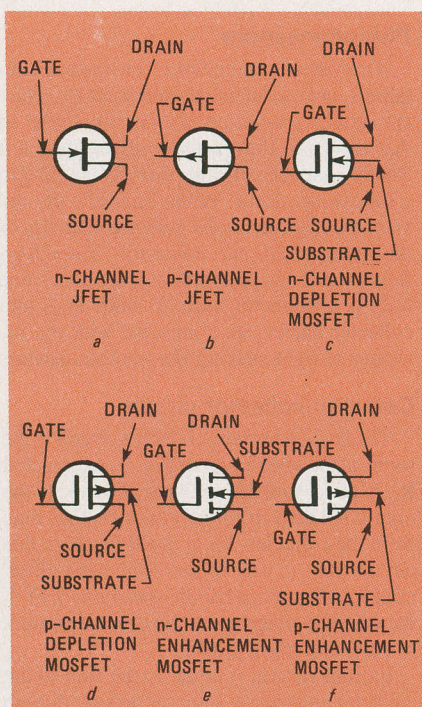 DRAIN
GATE
DRAIN
GATE
SOURCE
SOURCE
DRAIN
GATE
SOURCE
SUBSTRATE
n-CHANNEL
JFET
a
p-CHANNEL
JFET
b
n-CHANNEL
DEPLETION
MOSFET
c
DRAIN
GATE
SOURCE
SUBSTRATE
DRAIN
SUBSTRATE
GATE
SOURCE
DRAIN
GATE
SOURCE
SUBSTRATE
p-CHANNEL
DEPLETION
MOSFET
d
n-CHANNEL
ENHANCEMENT
MOSFET
e
p-CHANNEL
ENHANCEMENT
MOSFET
f